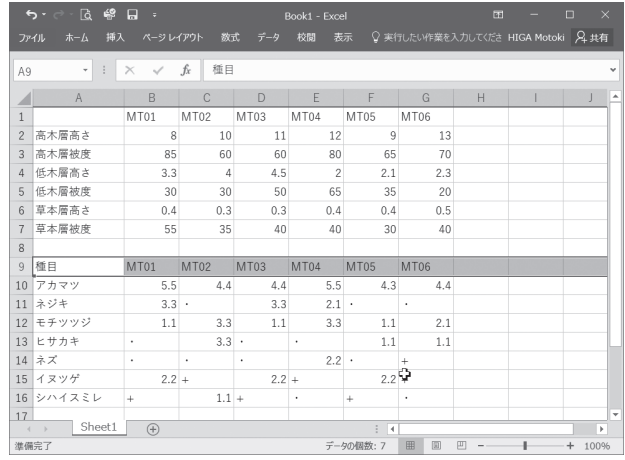 Book1 - Excel
ファイル ホーム 挿入 ページ レイアウト 数式 データ 校閲 表示 実行したい作業を入力してくださ HIGA Motoki 共有
A9 fx 種目
A B C D E F G H I J
1 MT01 MT02 MT03 MT04 MT05 MT06
2 高木層高さ 8 10 11 12 9 13
3 高木層被度 85 60 60 80 65 70
4 低木層高さ 3.3 4 4.5 2 2.1 2.3
5 低木層被度 30 30 50 65 35 20
6 草本層高さ 0.4 0.3 0.3 0.4 0.4 0.5
7 草本層被度 55 35 40 40 30 40
8
9 種目 MT01 MT02 MT03 MT04 MT05 MT06
10 アカマツ 5.5 4.4 4.4 5.5 4.3 4.4
11 ネジキ 3.3 ・ 3.3 2.1 ・ ・
12 モチツツジ 1.1 3.3 1.1 3.3 1.1 2.1
13 ヒサカキ ・ 3.3 ・ ・ 1.1 1.1
14 ネズ ・ ・ ・ 2.2 ・ +
15 イヌツゲ 2.2 + 2.2 + 2.2
16 シハイスミレ + 1.1 + ・ + ・
17
Sheet1
準備完了 データの個数: 7 100%